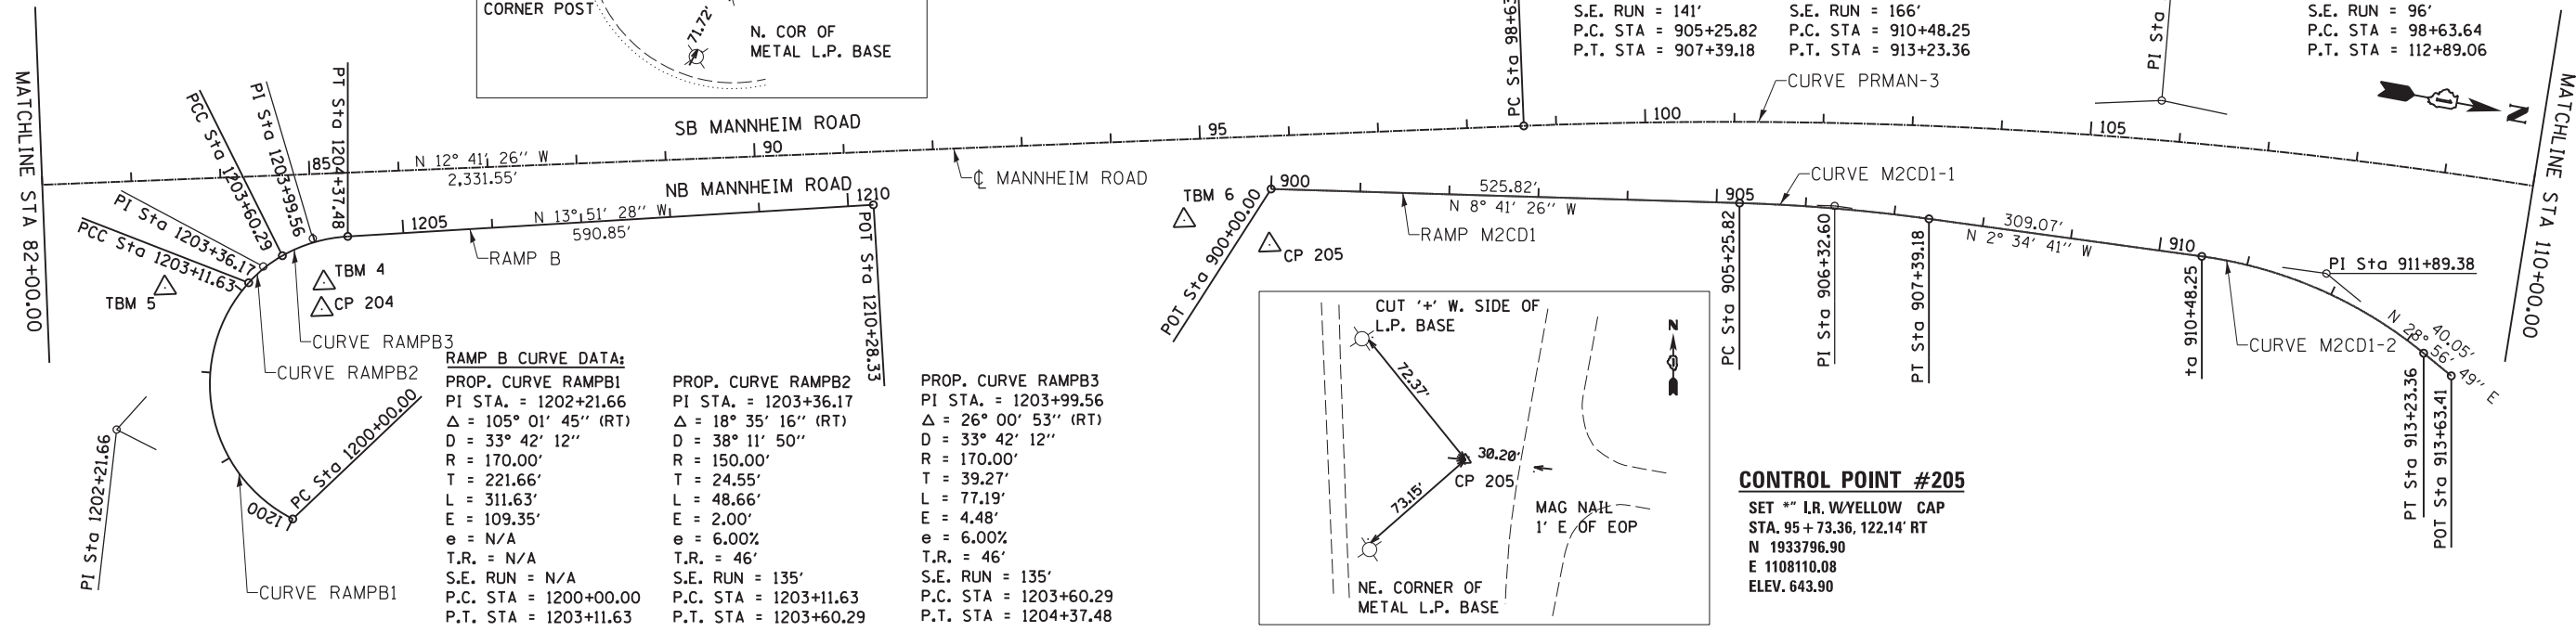 CORNER POST
71.72'
N. COR OF
METAL L.P. BASE
S.E. RUN = 141'
P.C. STA = 905+25.82
P.T. STA = 907+39.18
S.E. RUN = 166'
P.C. STA = 910+48.25
P.T. STA = 913+23.36
S.E. RUN = 96'
P.C. STA = 98+63.64
P.T. STA = 112+89.06
MATCHLINE STA 82+00.00
PCC Sta 1203+60.29
PI Sta 1203+99.56
PT Sta 1204+37.48
PI Sta 1203+36.17
PCC Sta 1203+11.63
TBM 5
TBM 4
CP 204
85
N 12° 41' 26'' W
2,331.55'
SB MANNHEIM ROAD
90
NB MANNHEIM ROAD
95
℄ MANNHEIM ROAD
PC Sta 98+63
100
CURVE PRMAN-3
PI Sta
105
N
MATCHLINE STA 110+00.00
1205
N 13° 51' 28'' W
590.85'
1210
RAMP B
POT Sta 1210+28.33
TBM 6
CP 205
POT Sta 900+00.00
900
525.82'
N 8° 41' 26'' W
RAMP M2CD1
905
CURVE M2CD1-1
PC Sta 905+25.82
PI Sta 906+32.60
PT Sta 907+39.18
309.07'
N 2° 34' 41'' W
910
ta 910+48.25
PI Sta 911+89.38
CURVE M2CD1-2
40.05'
N 28° 56' 49'' E
PT Sta 913+23.36
POT Sta 913+63.41
CURVE RAMPB3
CURVE RAMPB2
PI Sta 1202+21.66
1200
PC Sta 1200+00.00
CURVE RAMPB1
RAMP B CURVE DATA:
PROP. CURVE RAMPB1
PI STA. = 1202+21.66
Δ = 105° 01' 45'' (RT)
D = 33° 42' 12''
R = 170.00'
T = 221.66'
L = 311.63'
E = 109.35'
e = N/A
T.R. = N/A
S.E. RUN = N/A
P.C. STA = 1200+00.00
P.T. STA = 1203+11.63
PROP. CURVE RAMPB2
PI STA. = 1203+36.17
Δ = 18° 35' 16'' (RT)
D = 38° 11' 50''
R = 150.00'
T = 24.55'
L = 48.66'
E = 2.00'
e = 6.00%
T.R. = 46'
S.E. RUN = 135'
P.C. STA = 1203+11.63
P.T. STA = 1203+60.29
PROP. CURVE RAMPB3
PI STA. = 1203+99.56
Δ = 26° 00' 53'' (RT)
D = 33° 42' 12''
R = 170.00'
T = 39.27'
L = 77.19'
E = 4.48'
e = 6.00%
T.R. = 46'
S.E. RUN = 135'
P.C. STA = 1203+60.29
P.T. STA = 1204+37.48
CUT '+' W. SIDE OF
L.P. BASE
N
72.37'
30.20'
CP 205
73.15'
MAG NAIL
1' E OF EOP
NE. CORNER OF
METAL L.P. BASE
CONTROL POINT #205
SET *" I.R. W/YELLOW CAP
STA. 95 + 73.36, 122.14' RT
N 1933796.90
E 1108110.08
ELEV. 643.90